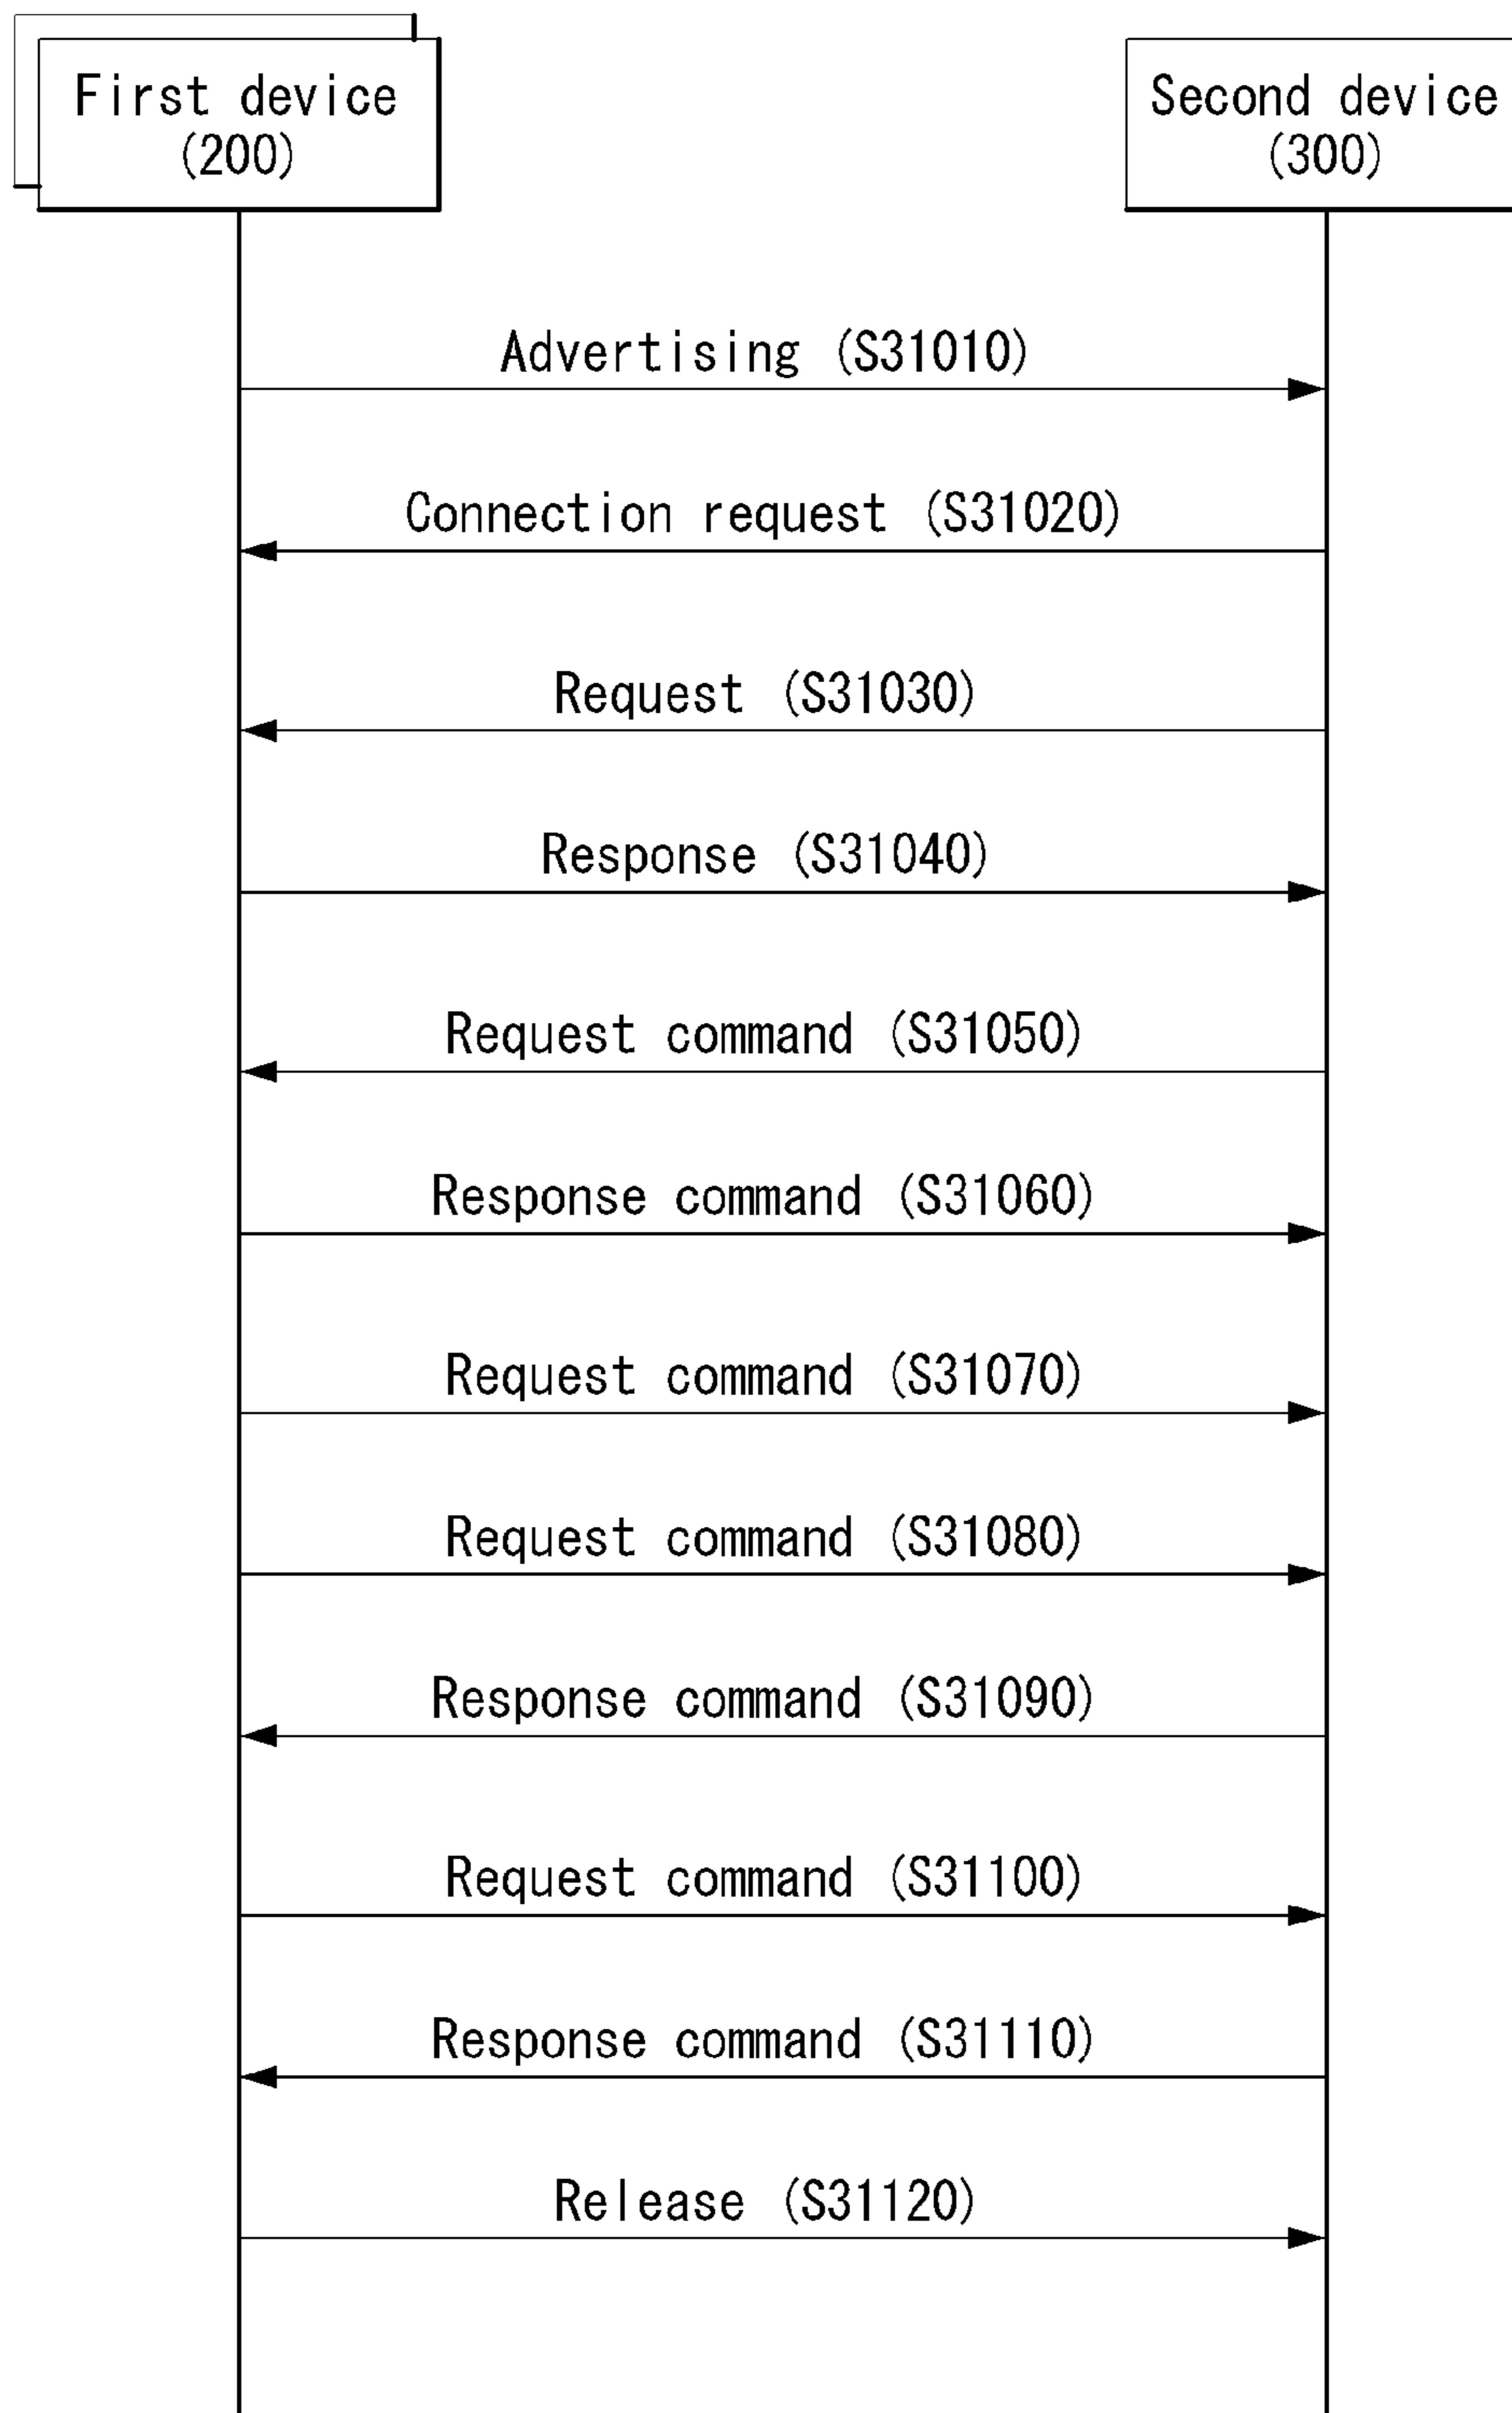 First device
(200)
Second device
(300)
Advertising (S31010)
Connection request (S31020)
Request (S31030)
Response (S31040)
Request command (S31050)
Response command (S31060)
Request command (S31070)
Request command (S31080)
Response command (S31090)
Request command (S31100)
Response command (S31110)
Release (S31120)